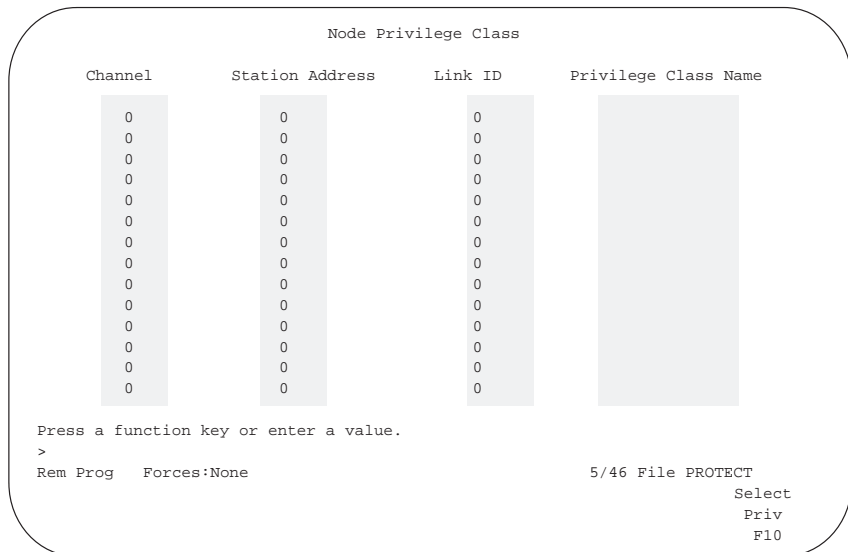 Node Privilege Class
Channel Station Address Link ID Privilege Class Name
0 0 0
0 0 0
0 0 0
0 0 0
0 0 0
0 0 0
0 0 0
0 0 0
0 0 0
0 0 0
0 0 0
0 0 0
0 0 0
0 0 0
Press a function key or enter a value.
>
Rem Prog Forces:None 5/46 File PROTECT
Select
Priv
F10